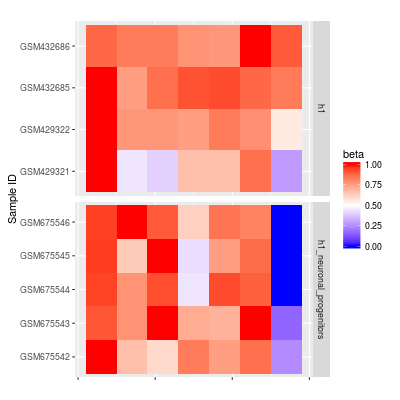 Sample ID
GSM432686
GSM432685
GSM429322
GSM429321
h1
GSM675546
GSM675545
GSM675544
GSM675543
GSM675542
h1_neuronal_progenitors
beta
1.00
0.75
0.50
0.25
0.00